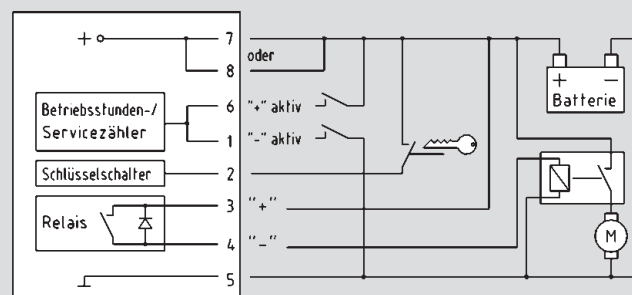 +
7
oder
8
Betriebsstunden-/
Servicezähler
6 "+" aktiv
1 "-" aktiv
Schlüsselschalter
2
Relais
3 "+"
4 "-"
5
+ -
Batterie
M